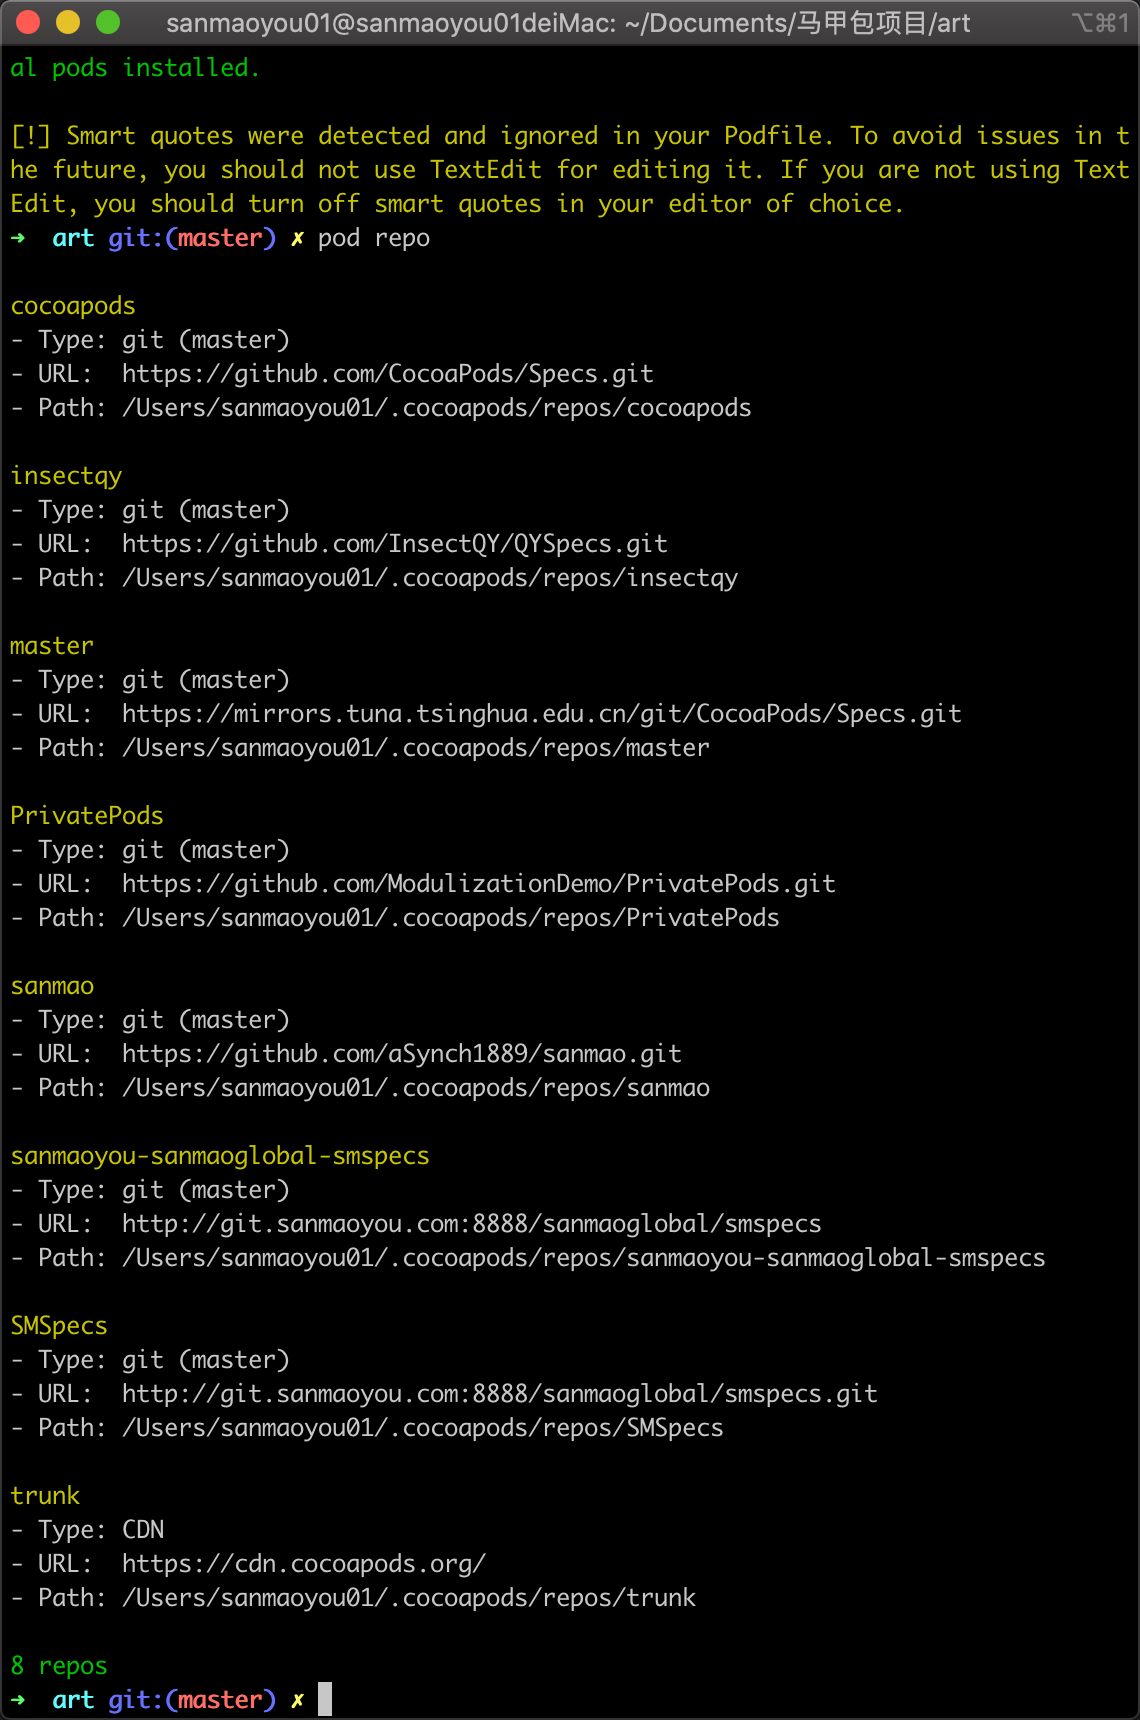 sanmaoyou01@sanmaoyou01deiMac: ~/Documents/马甲包项目/art ⌥⌘1
al pods installed.
[!] Smart quotes were detected and ignored in your Podfile. To avoid issues in t
he future, you should not use TextEdit for editing it. If you are not using Text
Edit, you should turn off smart quotes in your editor of choice.
➜  art git:(master) ✗ pod repo
cocoapods
- Type: git (master)
- URL:  https://github.com/CocoaPods/Specs.git
- Path: /Users/sanmaoyou01/.cocoapods/repos/cocoapods
insectqy
- Type: git (master)
- URL:  https://github.com/InsectQY/QYSpecs.git
- Path: /Users/sanmaoyou01/.cocoapods/repos/insectqy
master
- Type: git (master)
- URL:  https://mirrors.tuna.tsinghua.edu.cn/git/CocoaPods/Specs.git
- Path: /Users/sanmaoyou01/.cocoapods/repos/master
PrivatePods
- Type: git (master)
- URL:  https://github.com/ModulizationDemo/PrivatePods.git
- Path: /Users/sanmaoyou01/.cocoapods/repos/PrivatePods
sanmao
- Type: git (master)
- URL:  https://github.com/aSynch1889/sanmao.git
- Path: /Users/sanmaoyou01/.cocoapods/repos/sanmao
sanmaoyou-sanmaoglobal-smspecs
- Type: git (master)
- URL:  http://git.sanmaoyou.com:8888/sanmaoglobal/smspecs
- Path: /Users/sanmaoyou01/.cocoapods/repos/sanmaoyou-sanmaoglobal-smspecs
SMSpecs
- Type: git (master)
- URL:  http://git.sanmaoyou.com:8888/sanmaoglobal/smspecs.git
- Path: /Users/sanmaoyou01/.cocoapods/repos/SMSpecs
trunk
- Type: CDN
- URL:  https://cdn.cocoapods.org/
- Path: /Users/sanmaoyou01/.cocoapods/repos/trunk
8 repos
➜  art git:(master) ✗